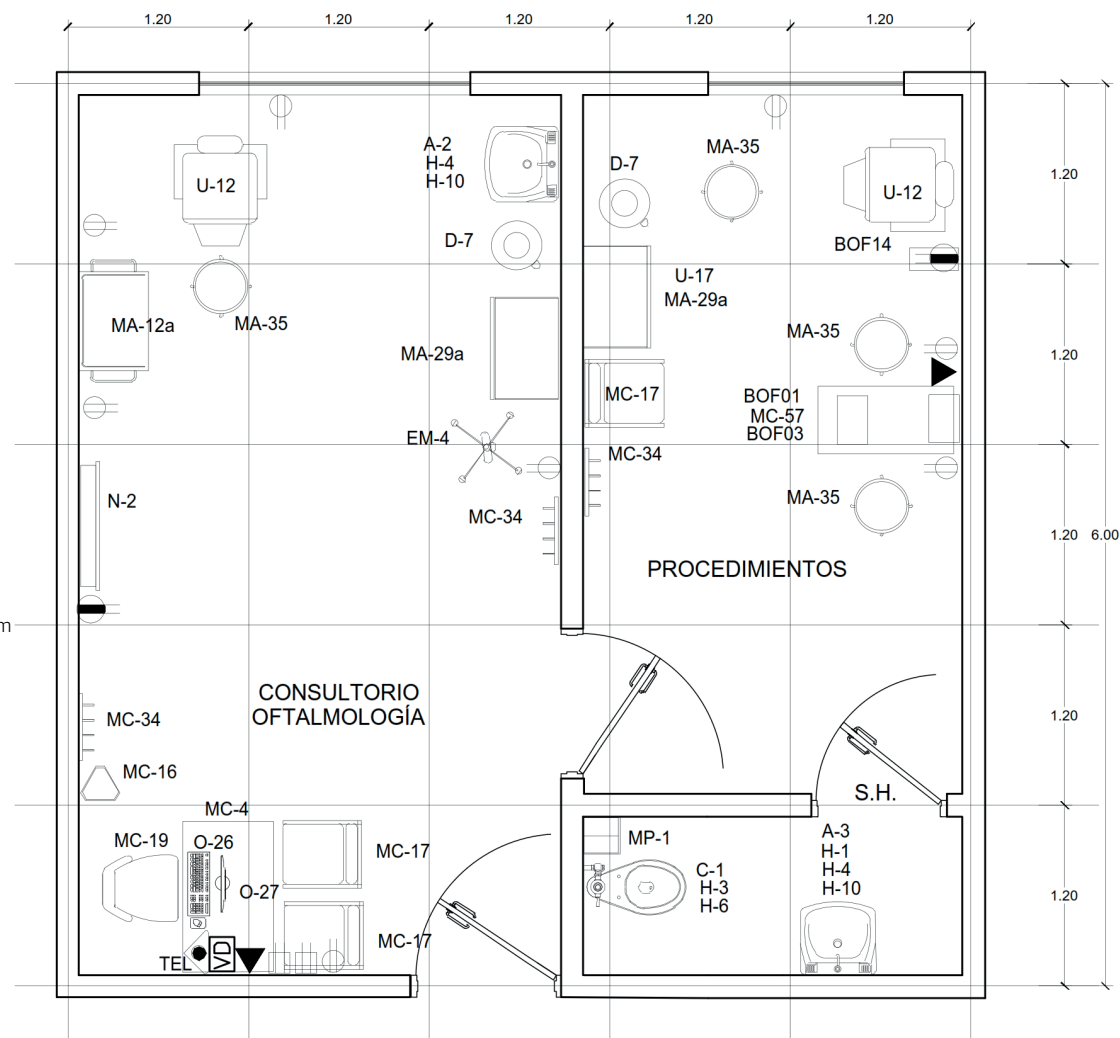 1.20
1.20
1.20
1.20
1.20
A-2
H-4
H-10
U-12
D-7
MA-12a
MA-35
MA-29a
EM-4
N-2
MC-34
m
CONSULTORIO
OFTALMOLOGÍA
MC-34
MC-16
MC-4
MC-19
O-26
O-27
MC-17
MC-17
TEL
VD
MA-35
D-7
U-12
BOF14
U-17
MA-29a
MA-35
MC-17
BOF01
MC-57
BOF03
MC-34
MA-35
PROCEDIMIENTOS
S.H.
MP-1
C-1
H-3
H-6
A-3
H-1
H-4
H-10
1.20
1.20
1.20
6.00
1.20
1.20